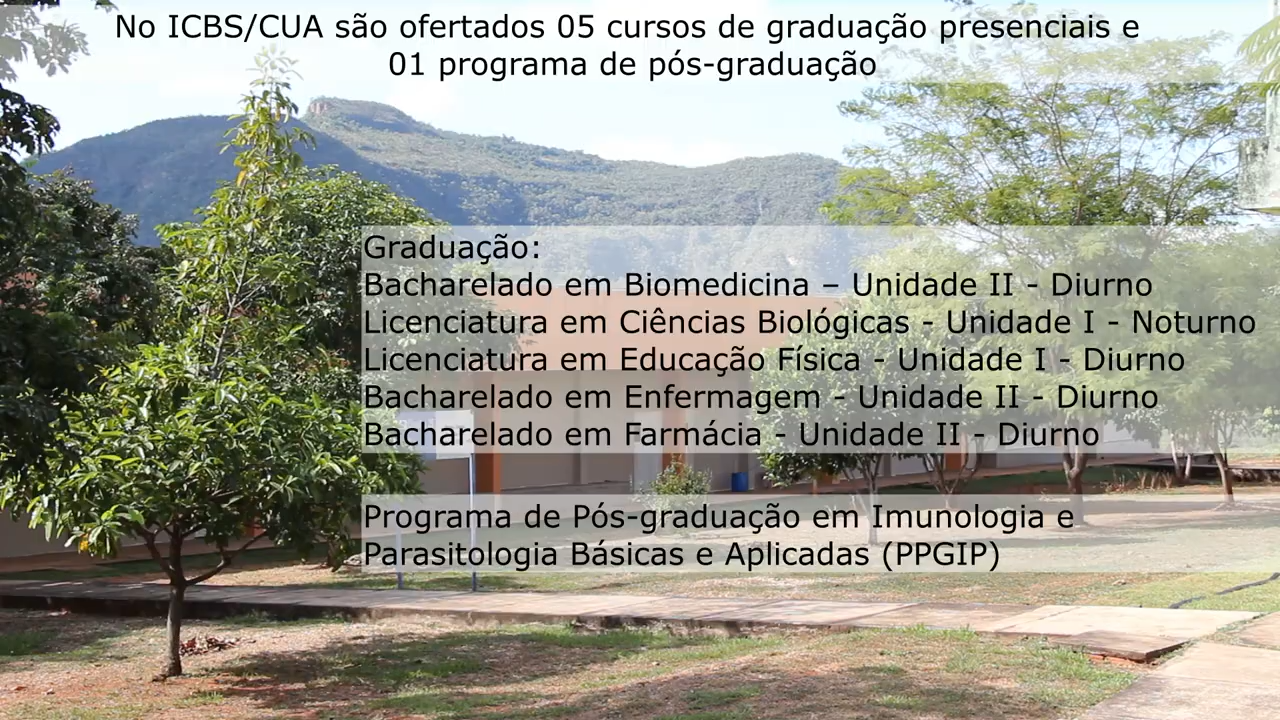 No ICBS/CUA são ofertados 05 cursos de graduação presenciais e
01 programa de pós-graduação
Graduação:
Bacharelado em Biomedicina – Unidade II - Diurno
Licenciatura em Ciências Biológicas - Unidade I - Noturno
Licenciatura em Educação Física - Unidade I - Diurno
Bacharelado em Enfermagem - Unidade II - Diurno
Bacharelado em Farmácia - Unidade II - Diurno
Programa de Pós-graduação em Imunologia e
Parasitologia Básicas e Aplicadas (PPGIP)